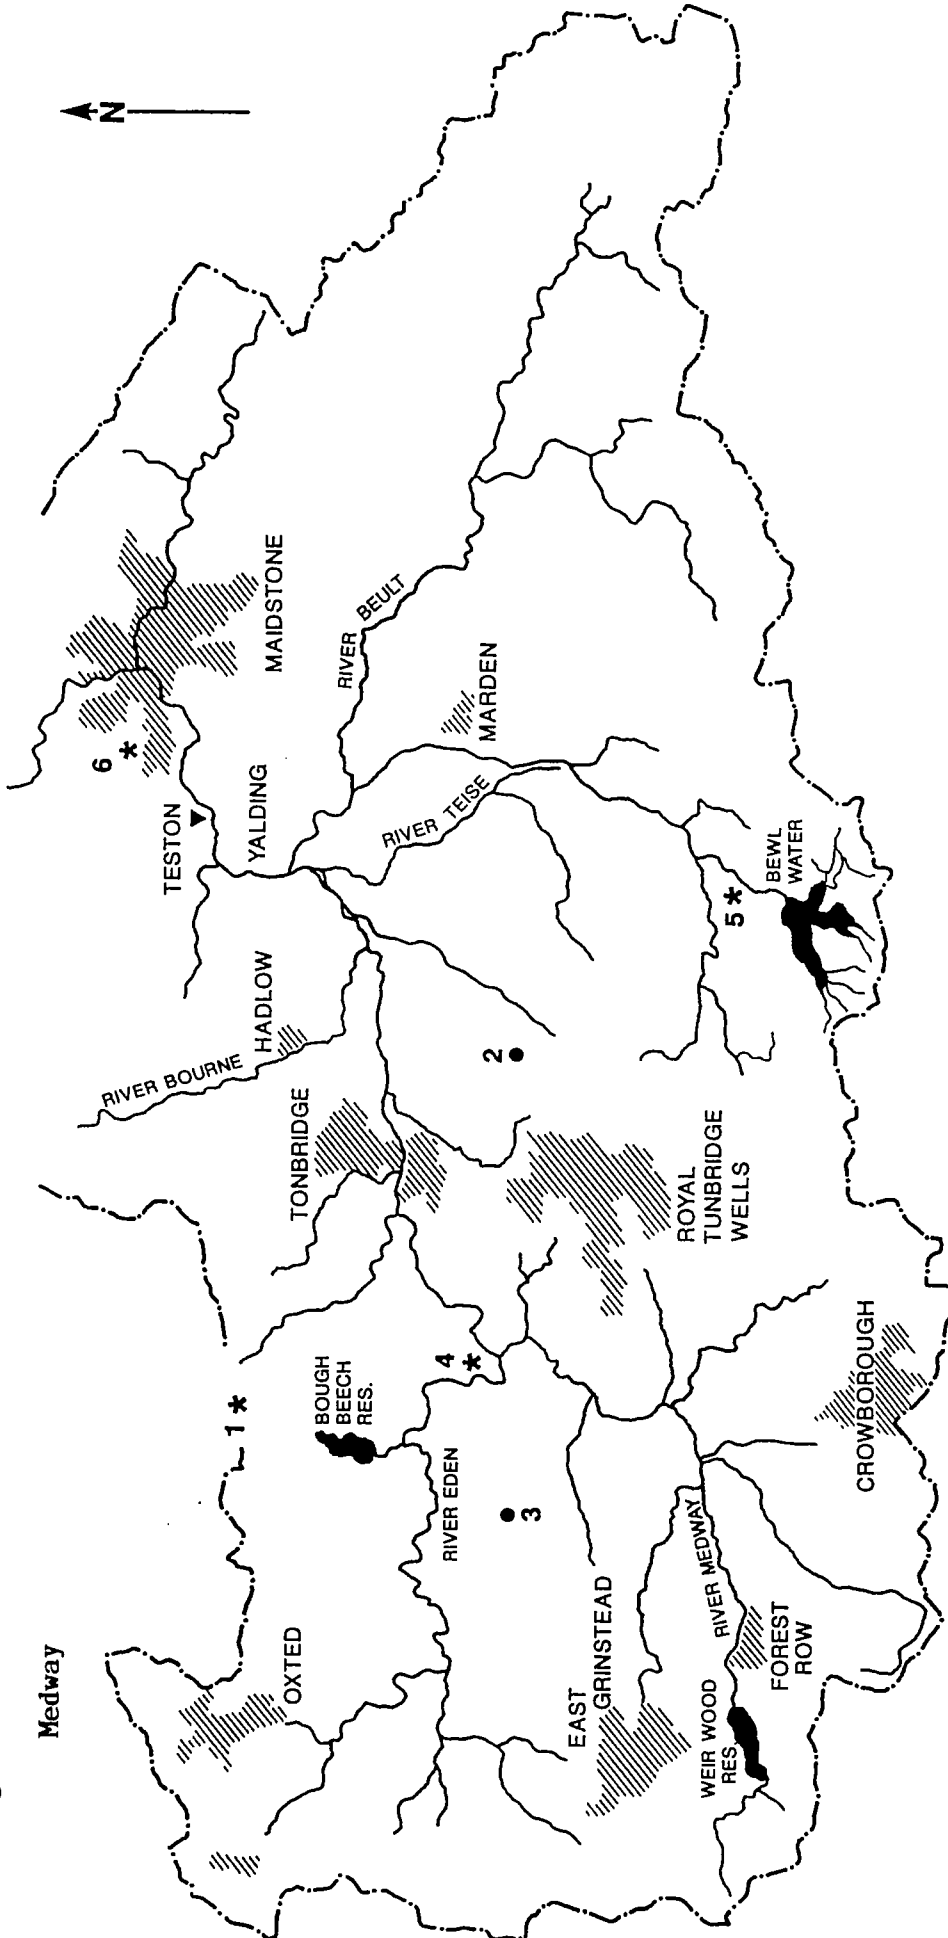 Medway
N
1
OXTED
BOUGH
BEECH
RES.
RIVER EDEN
4
3
EAST
GRINSTEAD
WEIR WOOD
RES.
FOREST
ROW
RIVER MEDWAY
CROWBOROUGH
TONBRIDGE
ROYAL
TUNBRIDGE
WELLS
2
RIVER BOURNE
HADLOW
TESTON
YALDING
6
MAIDSTONE
RIVER BEULT
RIVER TEISE
MARDEN
5
BEWL
WATER